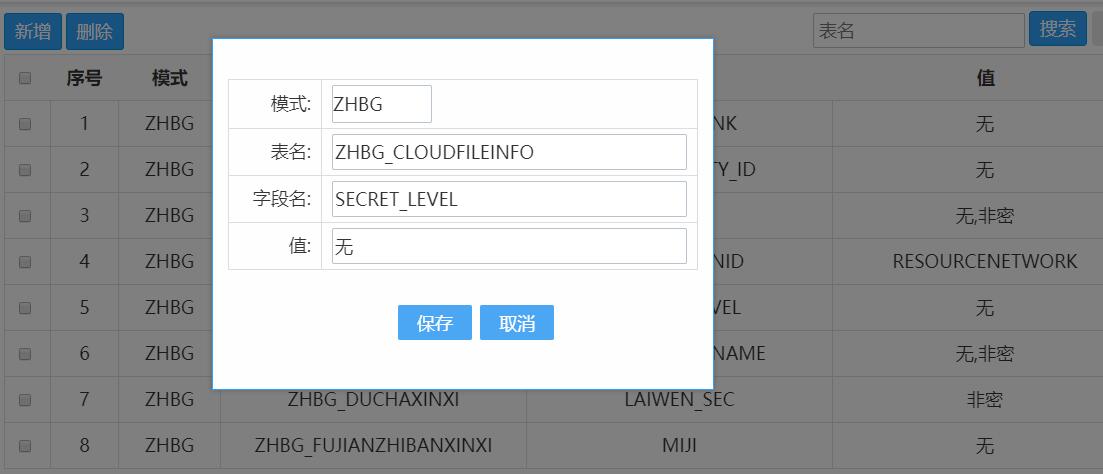 新增 删除 表名 搜索
序号 模式 值
1 ZHBG NK 无
2 ZHBG TY_ID 无
3 ZHBG 无,非密
4 ZHBG NID RESOURCENETWORK
5 ZHBG VEL 无
6 ZHBG NAME 无,非密
7 ZHBG ZHBG_DUCHAXINXI LAIWEN_SEC 非密
8 ZHBG ZHBG_FUJIANZHIBANXINXI MIJI 无
模式: ZHBG
表名: ZHBG_CLOUDFILEINFO
字段名: SECRET_LEVEL
值: 无
保存 取消